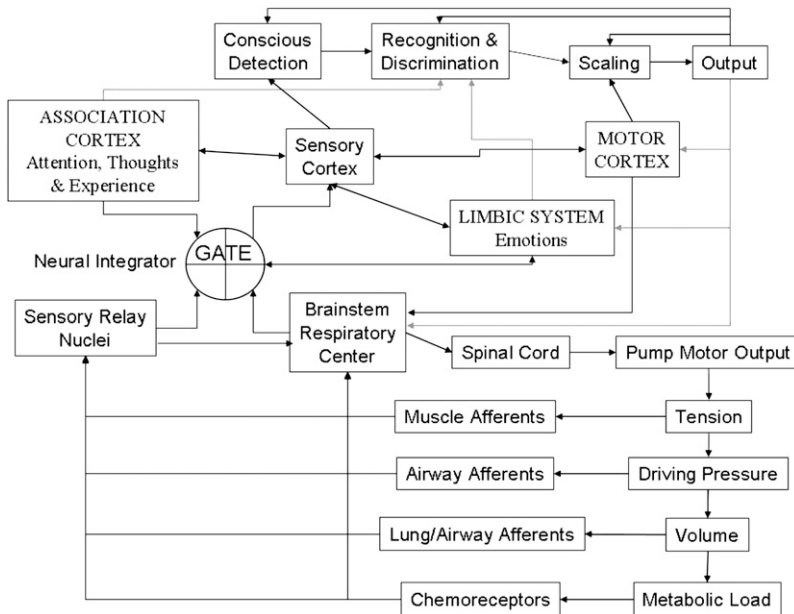 Conscious
Detection
Recognition &
Discrimination
Scaling
Output
ASSOCIATION
CORTEX
Attention, Thoughts
& Experience
Sensory
Cortex
MOTOR
CORTEX
LIMBIC SYSTEM
Emotions
Neural Integrator
GATE
Sensory Relay
Nuclei
Brainstem
Respiratory
Center
Spinal Cord
Pump Motor Output
Muscle Afferents
Tension
Airway Afferents
Driving Pressure
Lung/Airway Afferents
Volume
Chemoreceptors
Metabolic Load